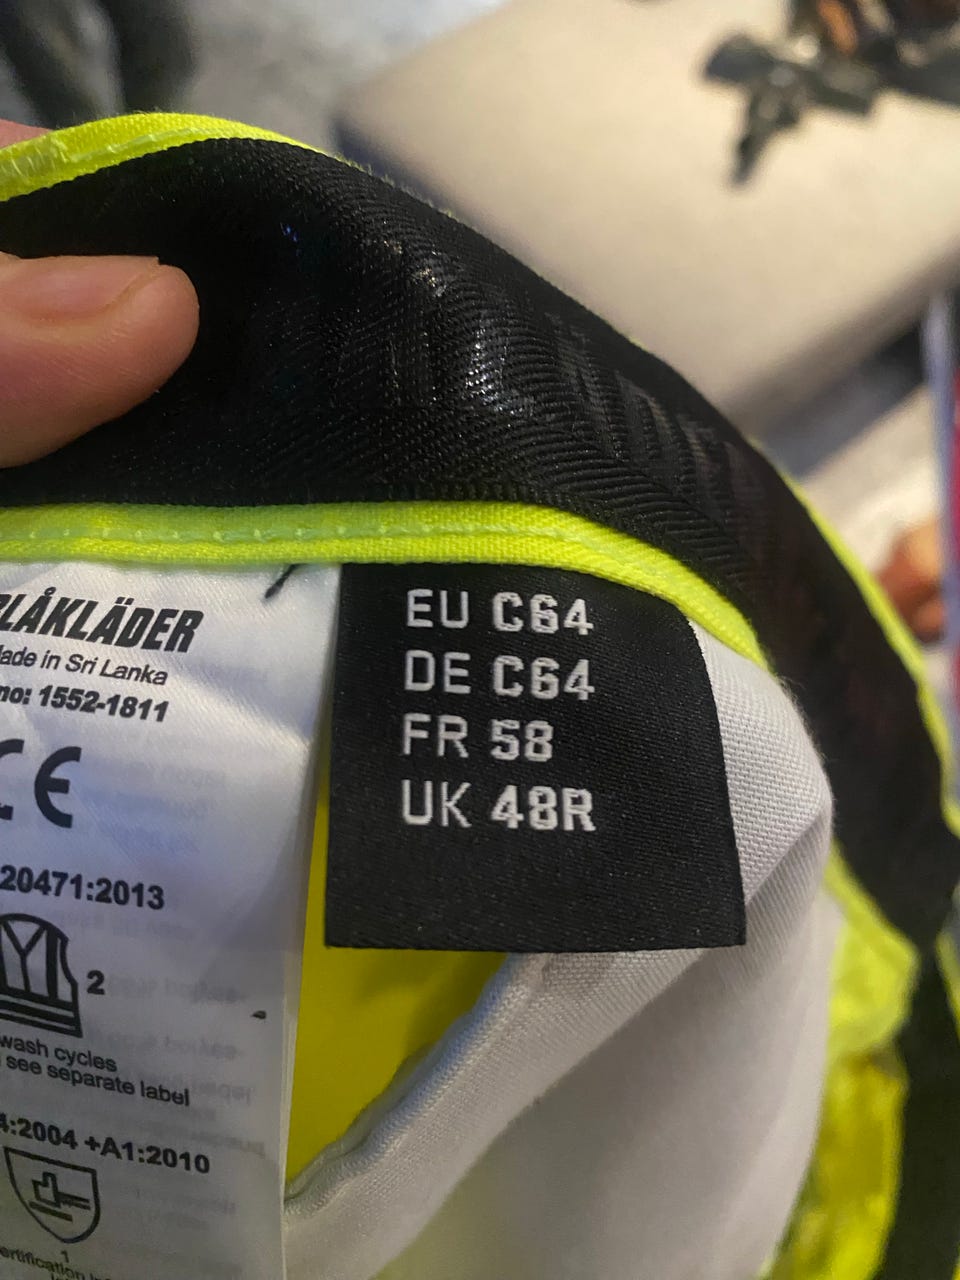 LÅKLÄDER
ade in Sri Lanka
no: 1552-1811
CE
20471:2013
2
wash cycles
see separate label
4:2004 +A1:2010
1
EU C64
DE C64
FR 58
UK 48R